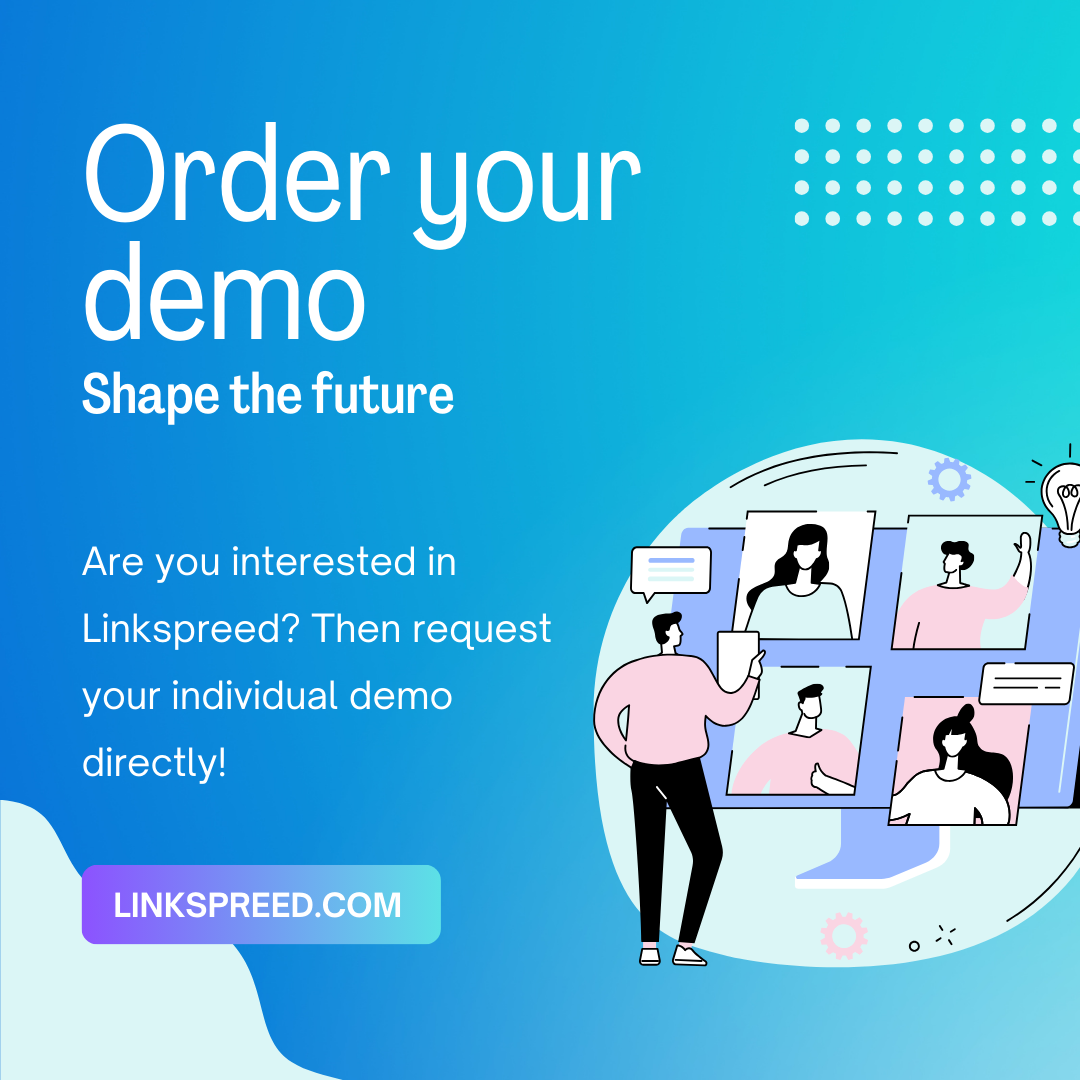 Order your
demo
Shape the future
Are you interested in
Linkspreed? Then request
your individual demo
directly!
LINKSPREED.COM